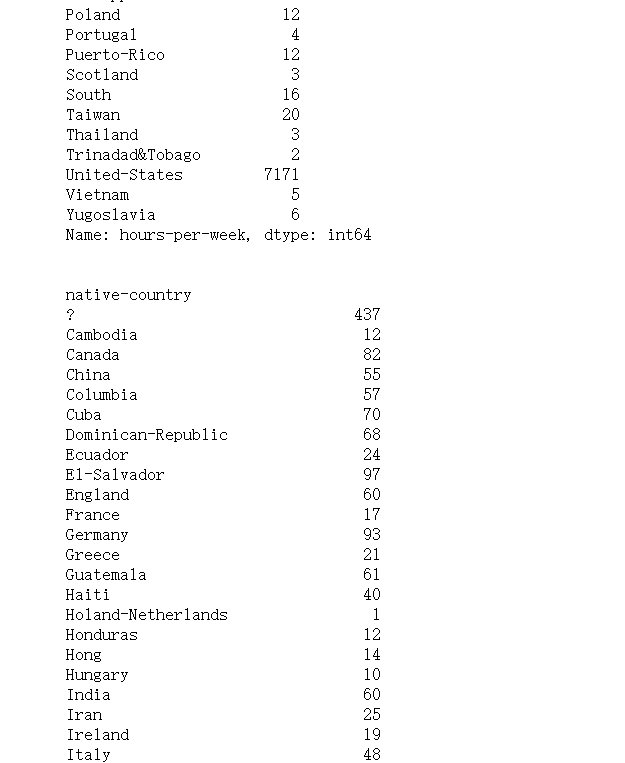 Poland 12
Portugal 4
Puerto-Rico 12
Scotland 3
South 16
Taiwan 20
Thailand 3
Trinadad&Tobago 2
United-States 7171
Vietnam 5
Yugoslavia 6
Name: hours-per-week, dtype: int64
native-country
? 437
Cambodia 12
Canada 82
China 55
Columbia 57
Cuba 70
Dominican-Republic 68
Ecuador 24
El-Salvador 97
England 60
France 17
Germany 93
Greece 21
Guatemala 61
Haiti 40
Holand-Netherlands 1
Honduras 12
Hong 14
Hungary 10
India 60
Iran 25
Ireland 19
Italy 48